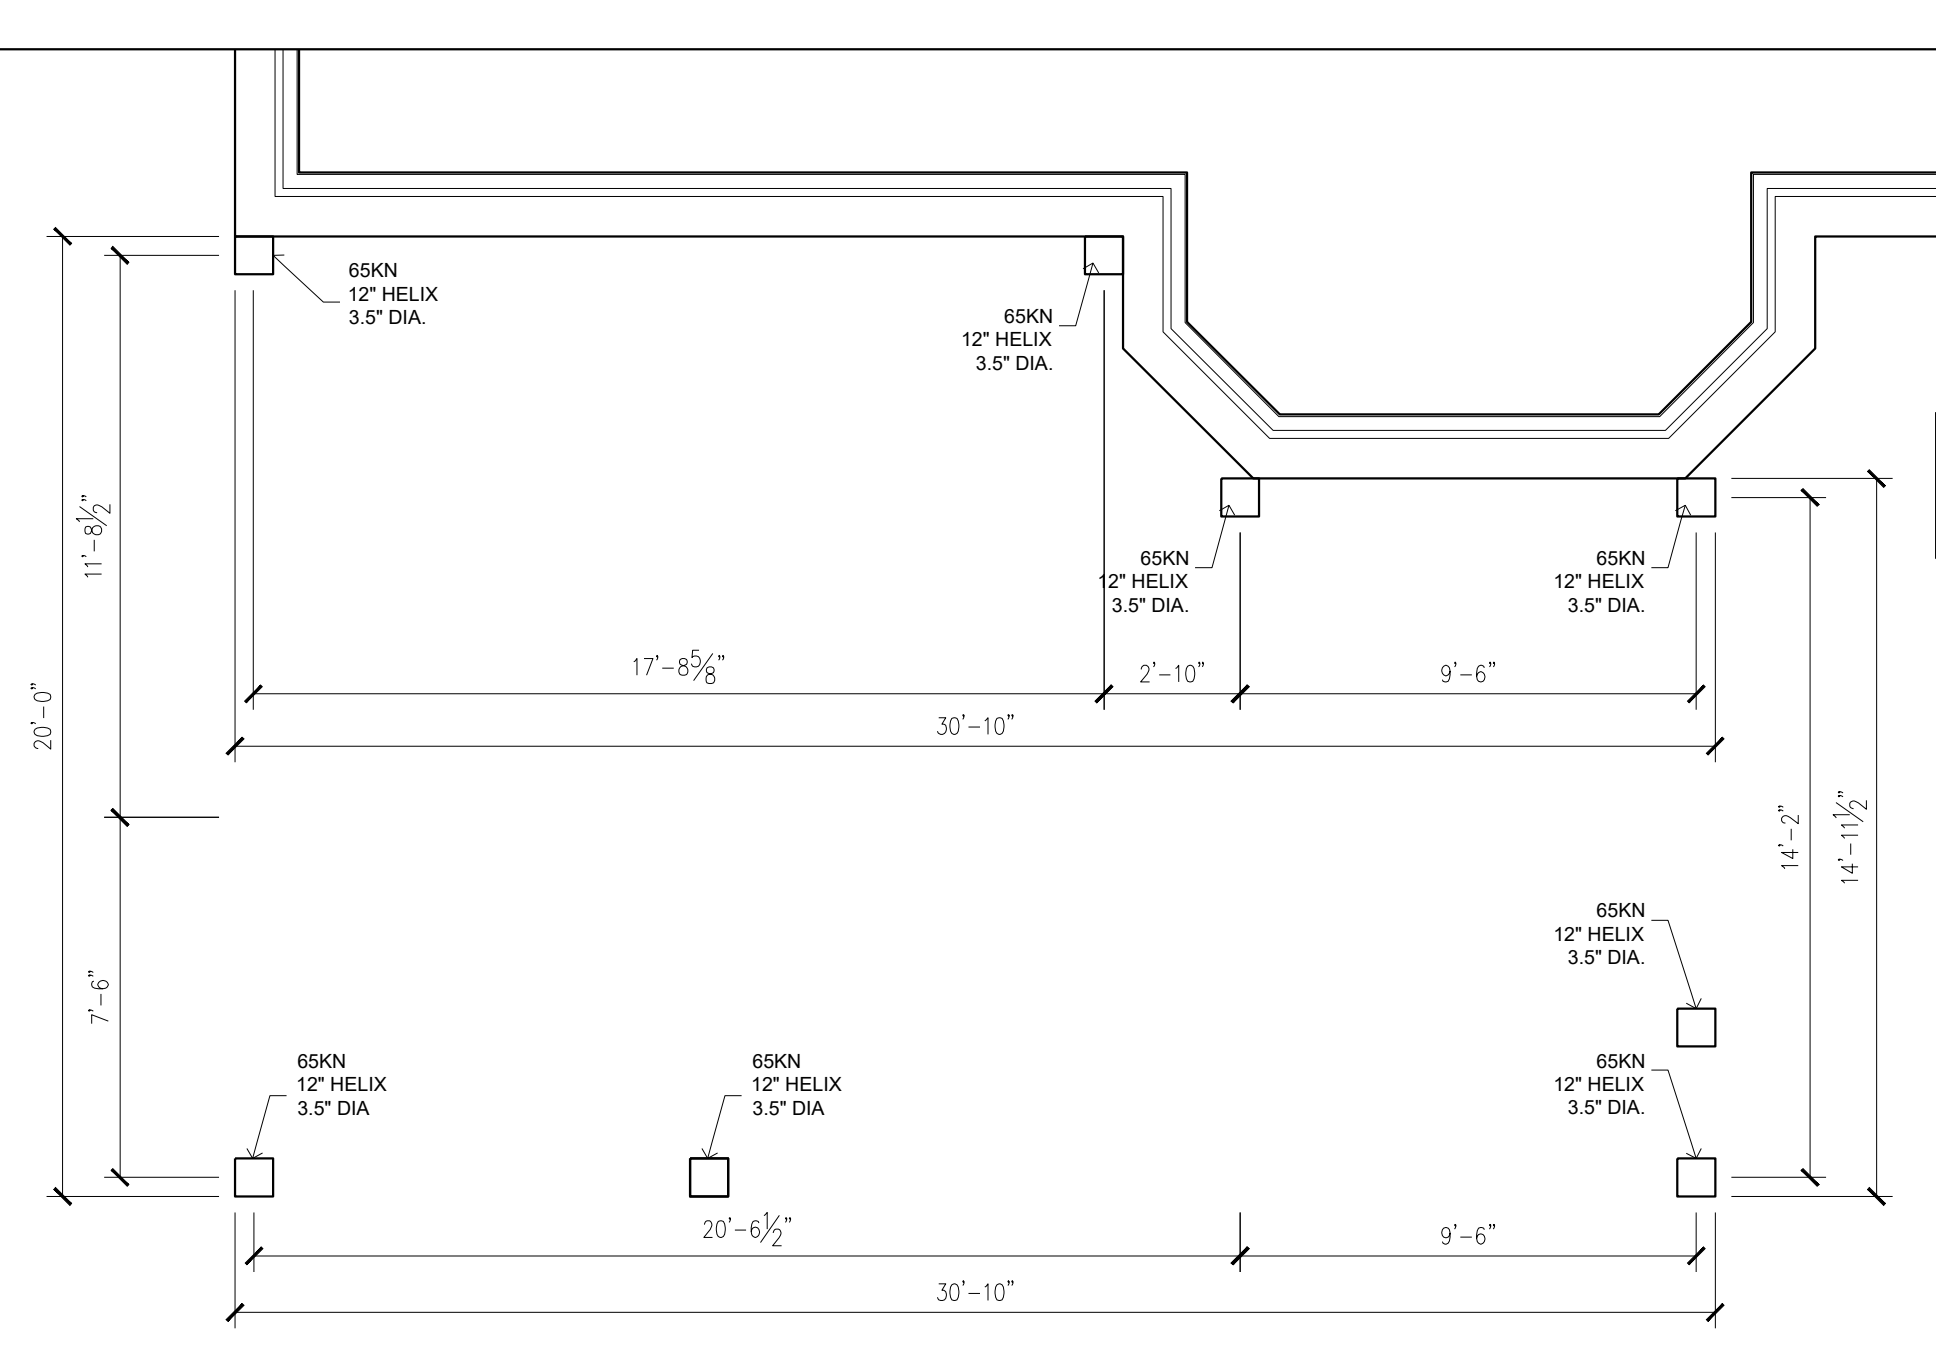 65KN
12" HELIX
3.5" DIA.
65KN
12" HELIX
3.5" DIA.
11'-8½"
65KN
12" HELIX
3.5" DIA.
65KN
12" HELIX
3.5" DIA.
17'-8⅝"
2'-10"
9'-6"
20'-0"
30'-10"
14'-2"
14'-11½"
65KN
12" HELIX
3.5" DIA.
7'-6"
65KN
12" HELIX
3.5" DIA
65KN
12" HELIX
3.5" DIA
65KN
12" HELIX
3.5" DIA.
20'-6½"
9'-6"
30'-10"